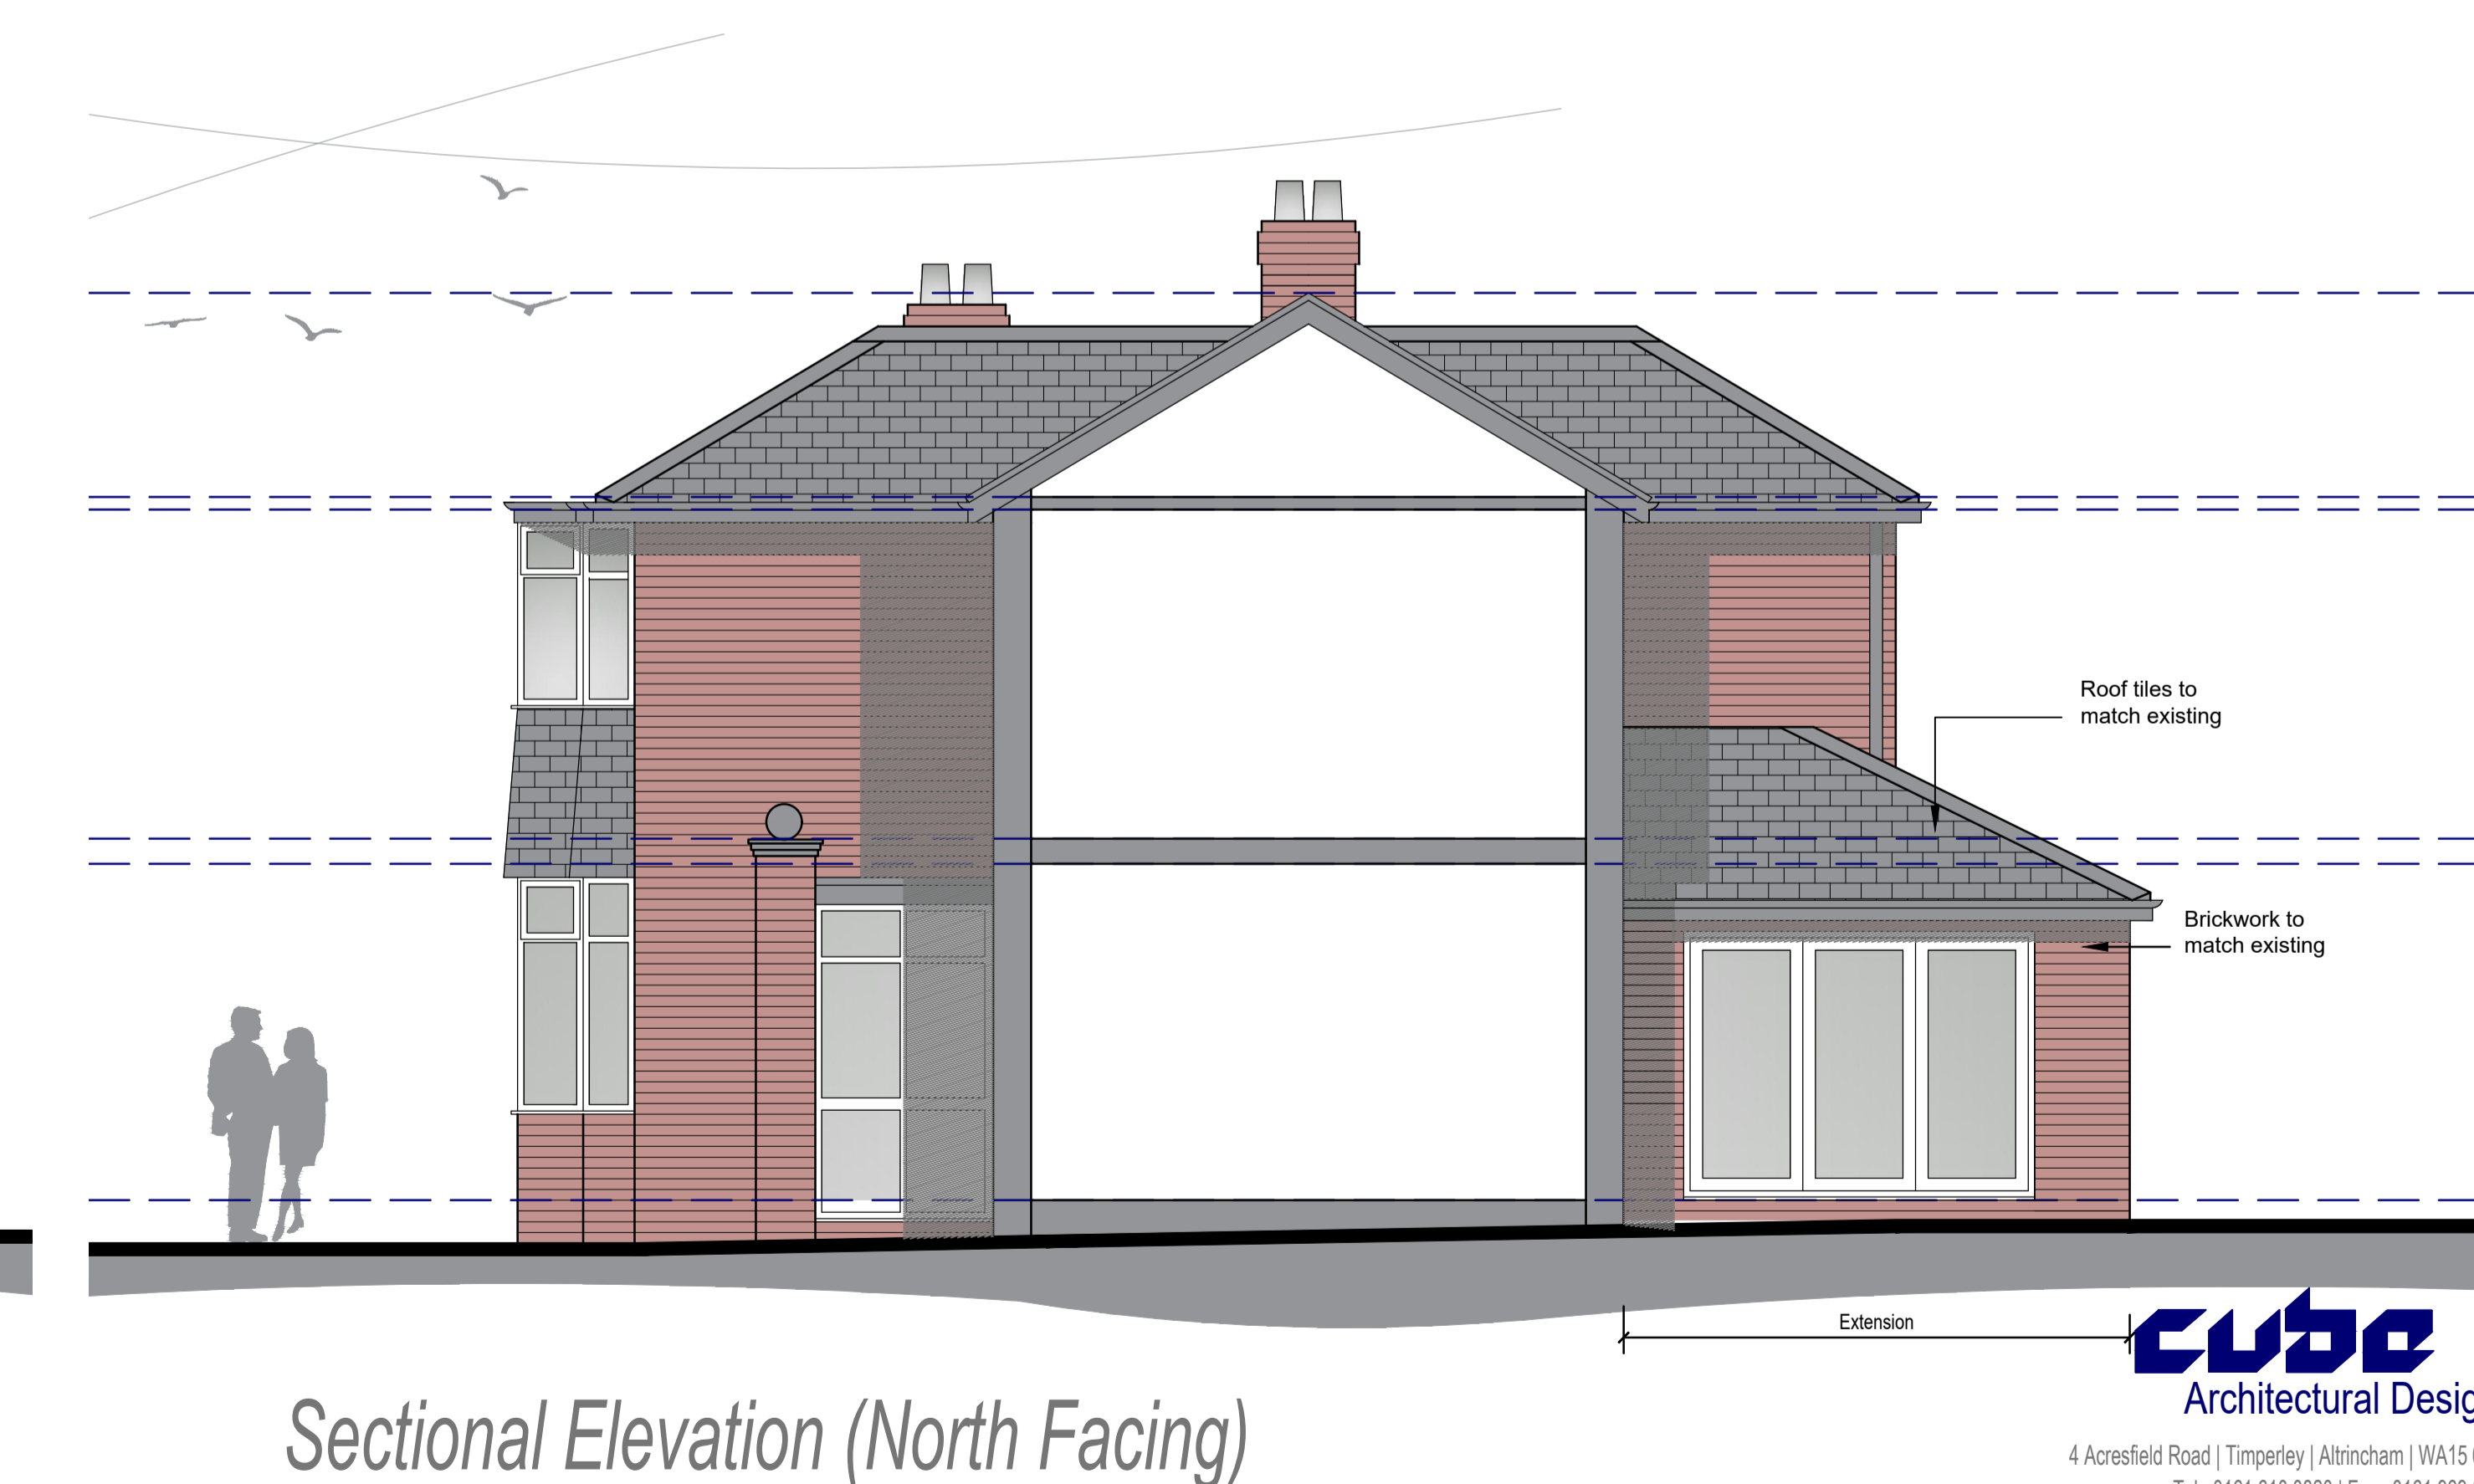 Roof tiles to
match existing
Brickwork to
match existing
Extension
cube
Architectural
Sectional Elevation (North Facing)
4 Acresfield Road | Timperley | Altrincham | WA15